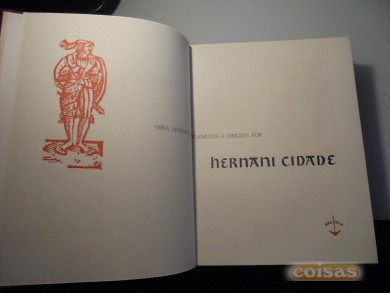 OBRA
E DIRIGIDA POR
HERNANI CIDADE
coisas